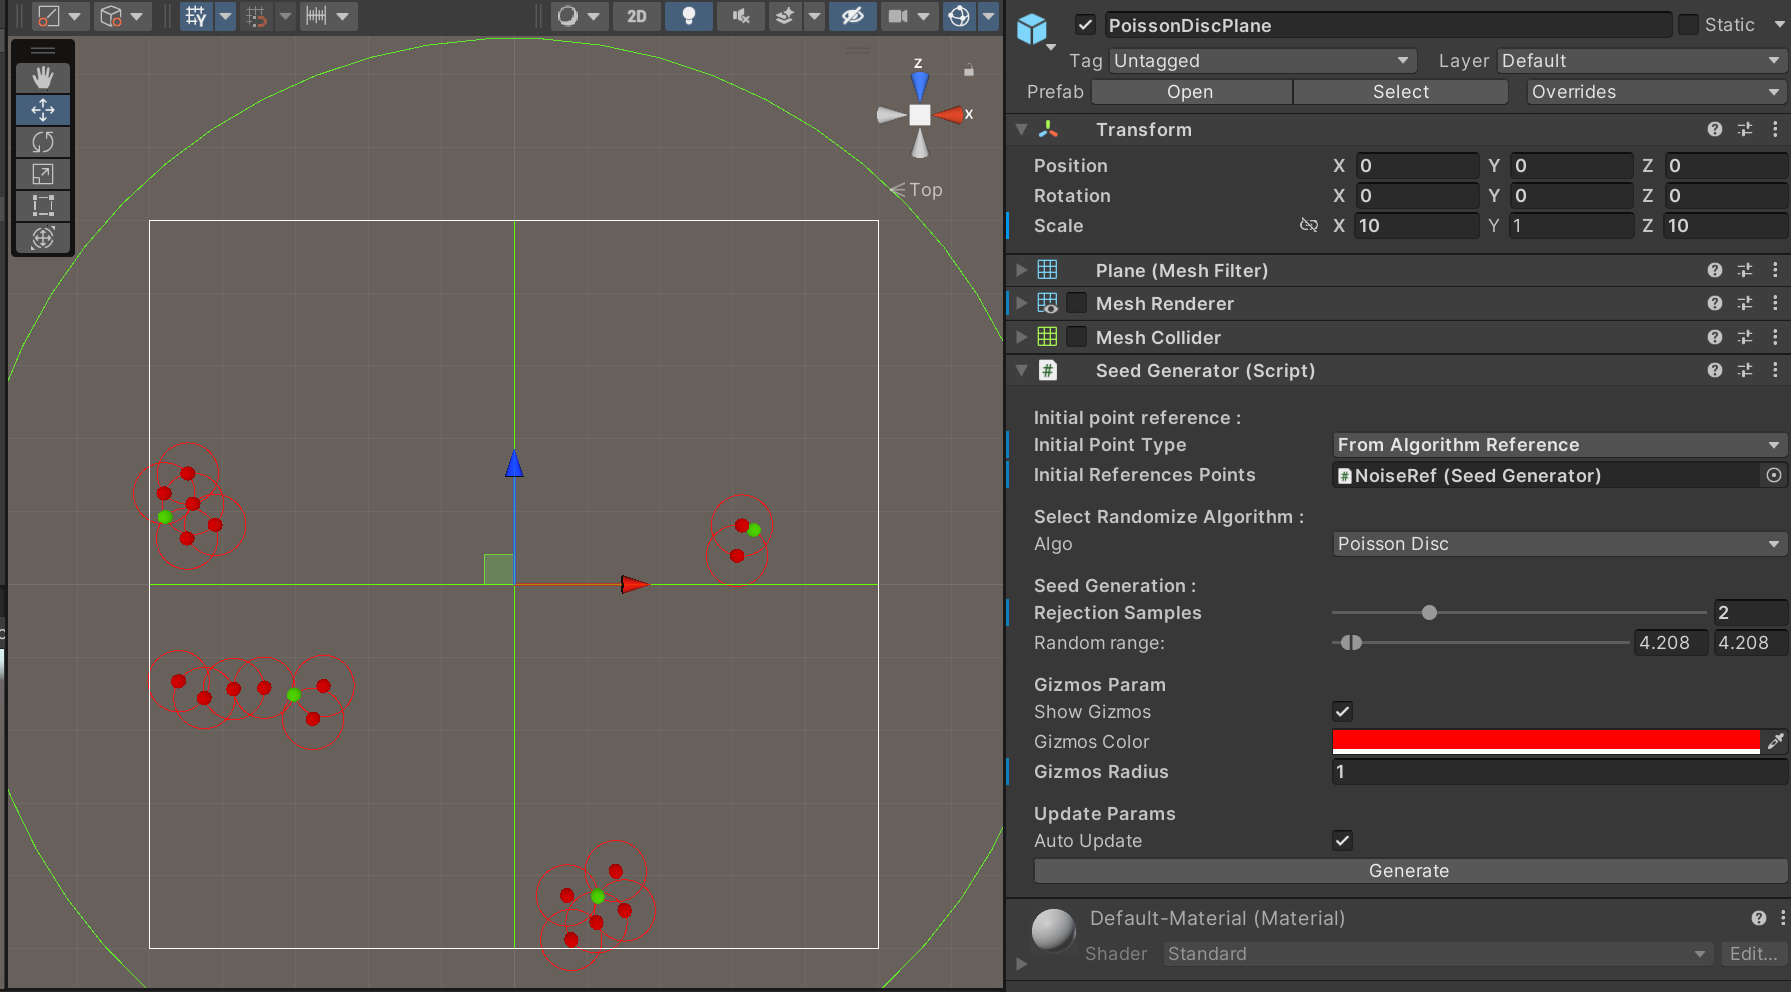 2D
Z
X
Top
PoissonDiscPlane
Static
Tag Untagged Layer Default
Prefab Open Select Overrides
Transform
Position X 0 Y 0 Z 0
Rotation X 0 Y 0 Z 0
Scale X 10 Y 1 Z 10
Plane (Mesh Filter)
Mesh Renderer
Mesh Collider
# Seed Generator (Script)
Initial point reference :
Initial Point Type From Algorithm Reference
Initial References Points # NoiseRef (Seed Generator)
Select Randomize Algorithm :
Algo Poisson Disc
Seed Generation :
Rejection Samples 2
Random range: 4.208 4.208
Gizmos Param
Show Gizmos
Gizmos Color
Gizmos Radius 1
Update Params
Auto Update
Generate
Default-Material (Material)
Shader Standard Edit...